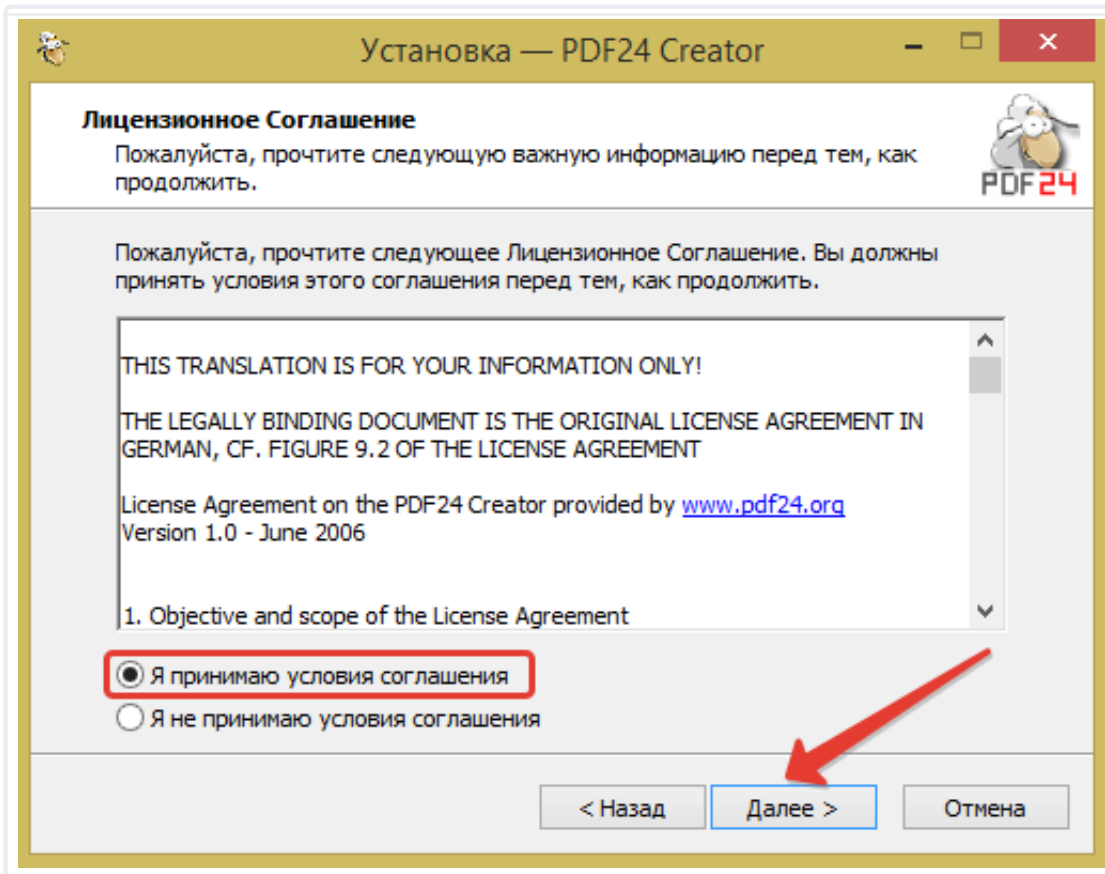 Установка — PDF24 Creator
Лицензионное Соглашение
Пожалуйста, прочтите следующую важную информацию перед тем, как
продолжить.
PDF24
Пожалуйста, прочтите следующее Лицензионное Соглашение. Вы должны
принять условия этого соглашения перед тем, как продолжить.
THIS TRANSLATION IS FOR YOUR INFORMATION ONLY!
THE LEGALLY BINDING DOCUMENT IS THE ORIGINAL LICENSE AGREEMENT IN
GERMAN, CF. FIGURE 9.2 OF THE LICENSE AGREEMENT
License Agreement on the PDF24 Creator provided by www.pdf24.org
Version 1.0 - June 2006
1. Objective and scope of the License Agreement
Я принимаю условия соглашения
Я не принимаю условия соглашения
< Назад Далее > Отмена